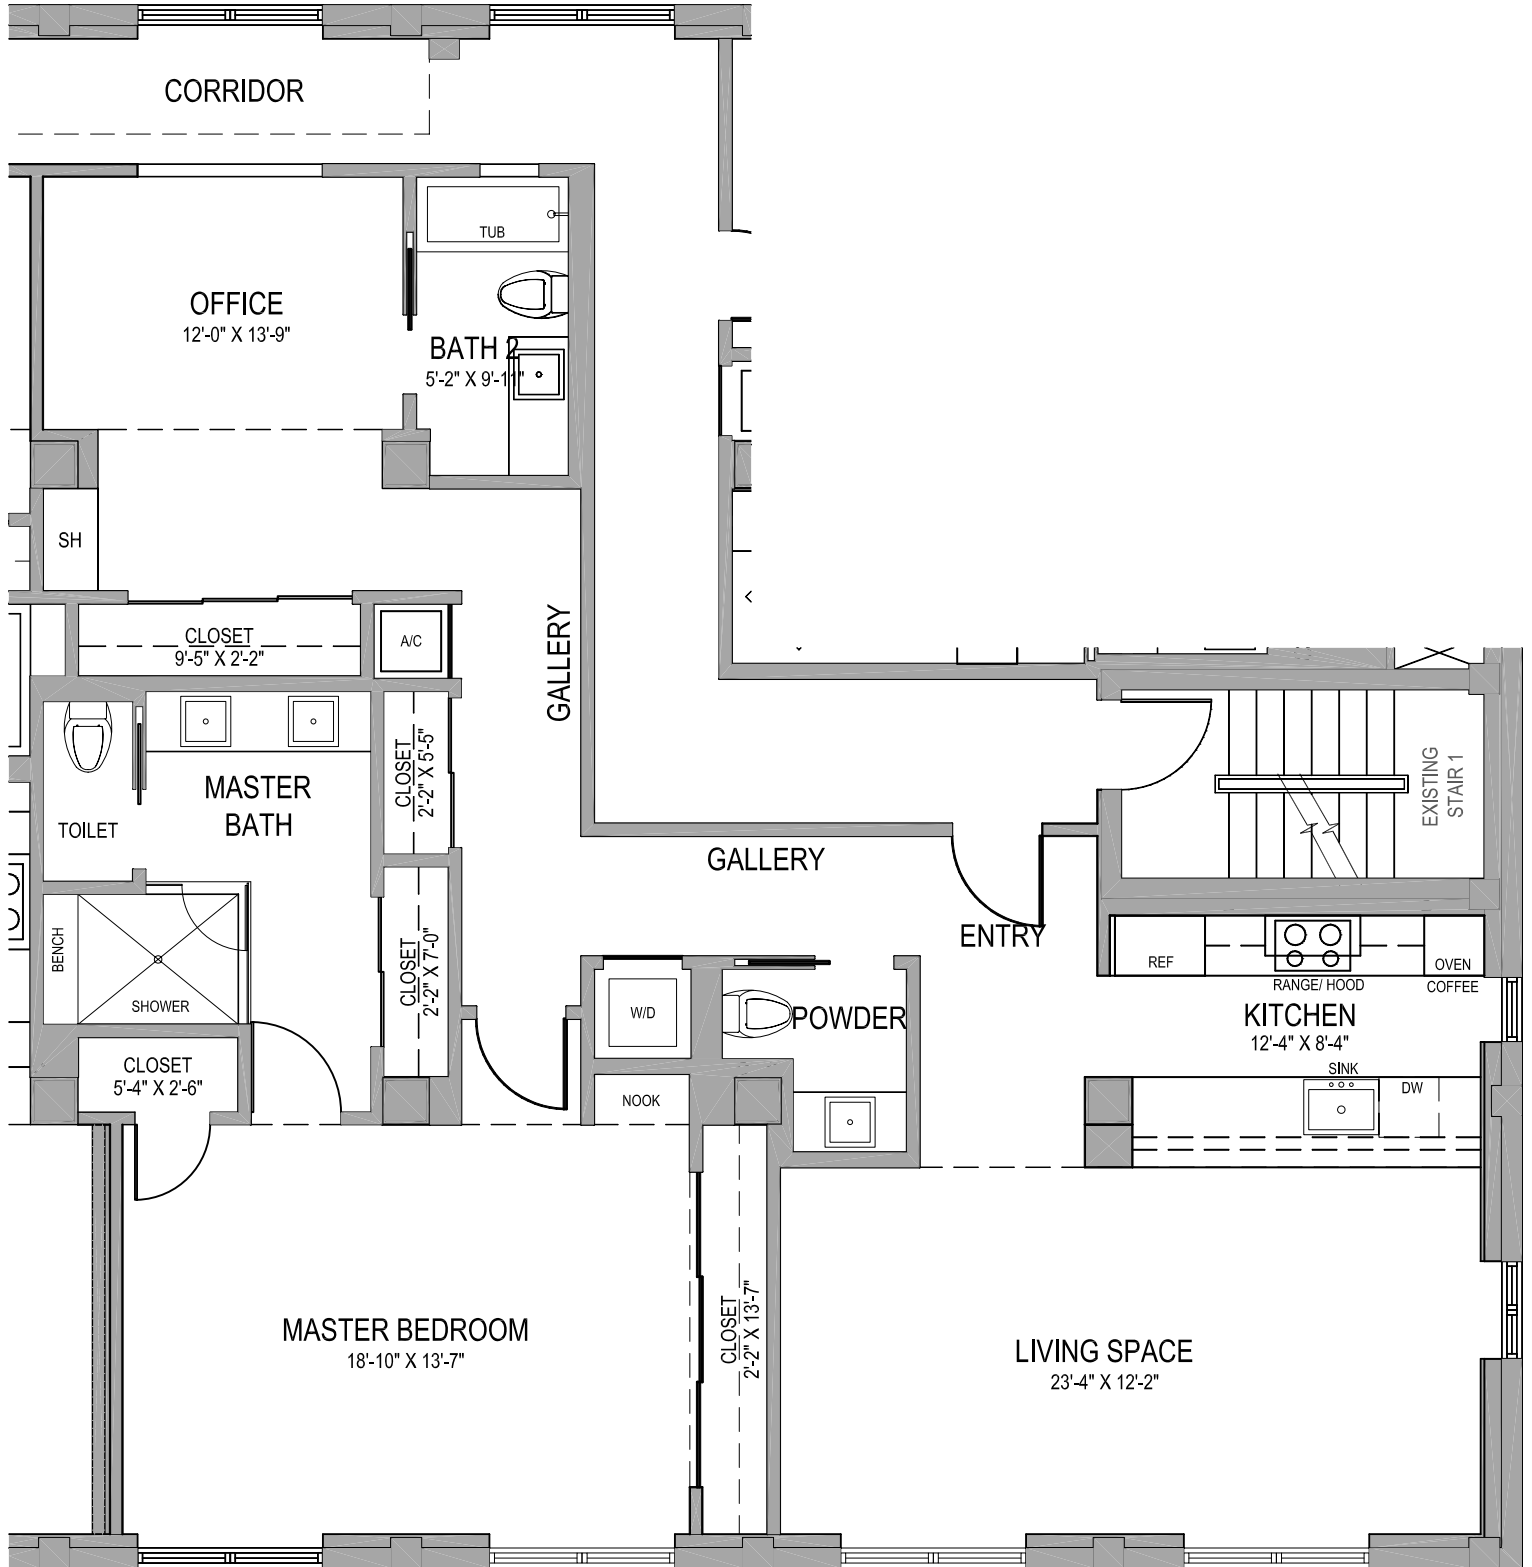 CORRIDOR
TUB
OFFICE
12'-0" X 13'-9"
BATH 2
5'-2" X 9'-11"
SH
CLOSET
9'-5" X 2'-2"
A/C
GALLERY
CLOSET
2'-2" X 5'-5"
MASTER
BATH
TOILET
EXISTING
STAIR 1
GALLERY
ENTRY
BENCH
SHOWER
CLOSET
2'-2" X 7'-0"
W/D
POWDER
REF
RANGE/ HOOD
OVEN
COFFEE
KITCHEN
12'-4" X 8'-4"
SINK
DW
CLOSET
5'-4" X 2'-6"
NOOK
MASTER BEDROOM
18'-10" X 13'-7"
CLOSET
2'-2" X 13'-7"
LIVING SPACE
23'-4" X 12'-2"